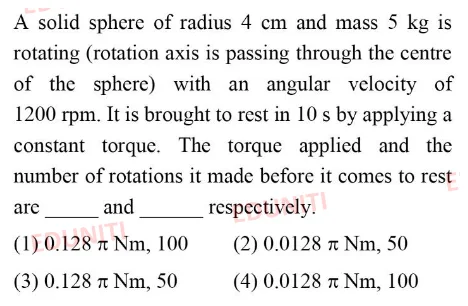 A solid sphere of radius 4 cm and mass 5 kg is
rotating (rotation axis is passing through the centre
of the sphere) with an angular velocity of
1200 rpm. It is brought to rest in 10 s by applying a
constant torque. The torque applied and the
number of rotations it made before it comes to rest
are ______ and ______ respectively.
(1) 0.128 π Nm, 100 (2) 0.0128 π Nm, 50
(3) 0.128 π Nm, 50 (4) 0.0128 π Nm, 100
EDUNITI
EDUNITI